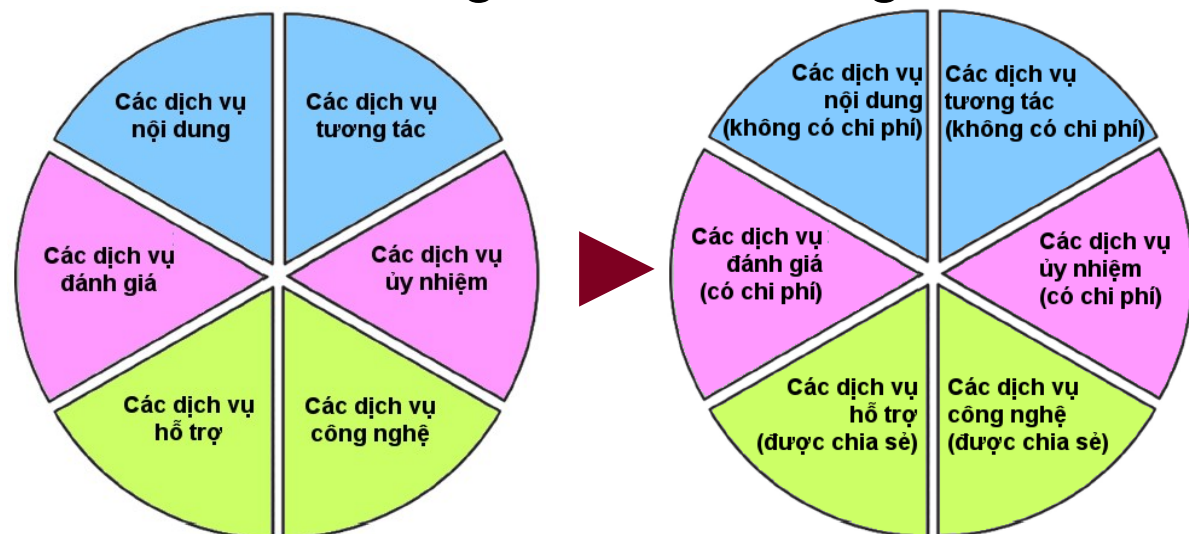 Các dịch vụ
nội dung
Các dịch vụ
tương tác
Các dịch vụ
đánh giá
Các dịch vụ
ủy nhiệm
Các dịch vụ
hỗ trợ
Các dịch vụ
công nghệ
Các dịch vụ
nội dung
(không có chi phí)
Các dịch vụ
tương tác
(không có chi phí)
Các dịch vụ
đánh giá
(có chi phí)
Các dịch vụ
ủy nhiệm
(có chi phí)
Các dịch vụ
hỗ trợ
(được chia sẻ)
Các dịch vụ
công nghệ
(được chia sẻ)